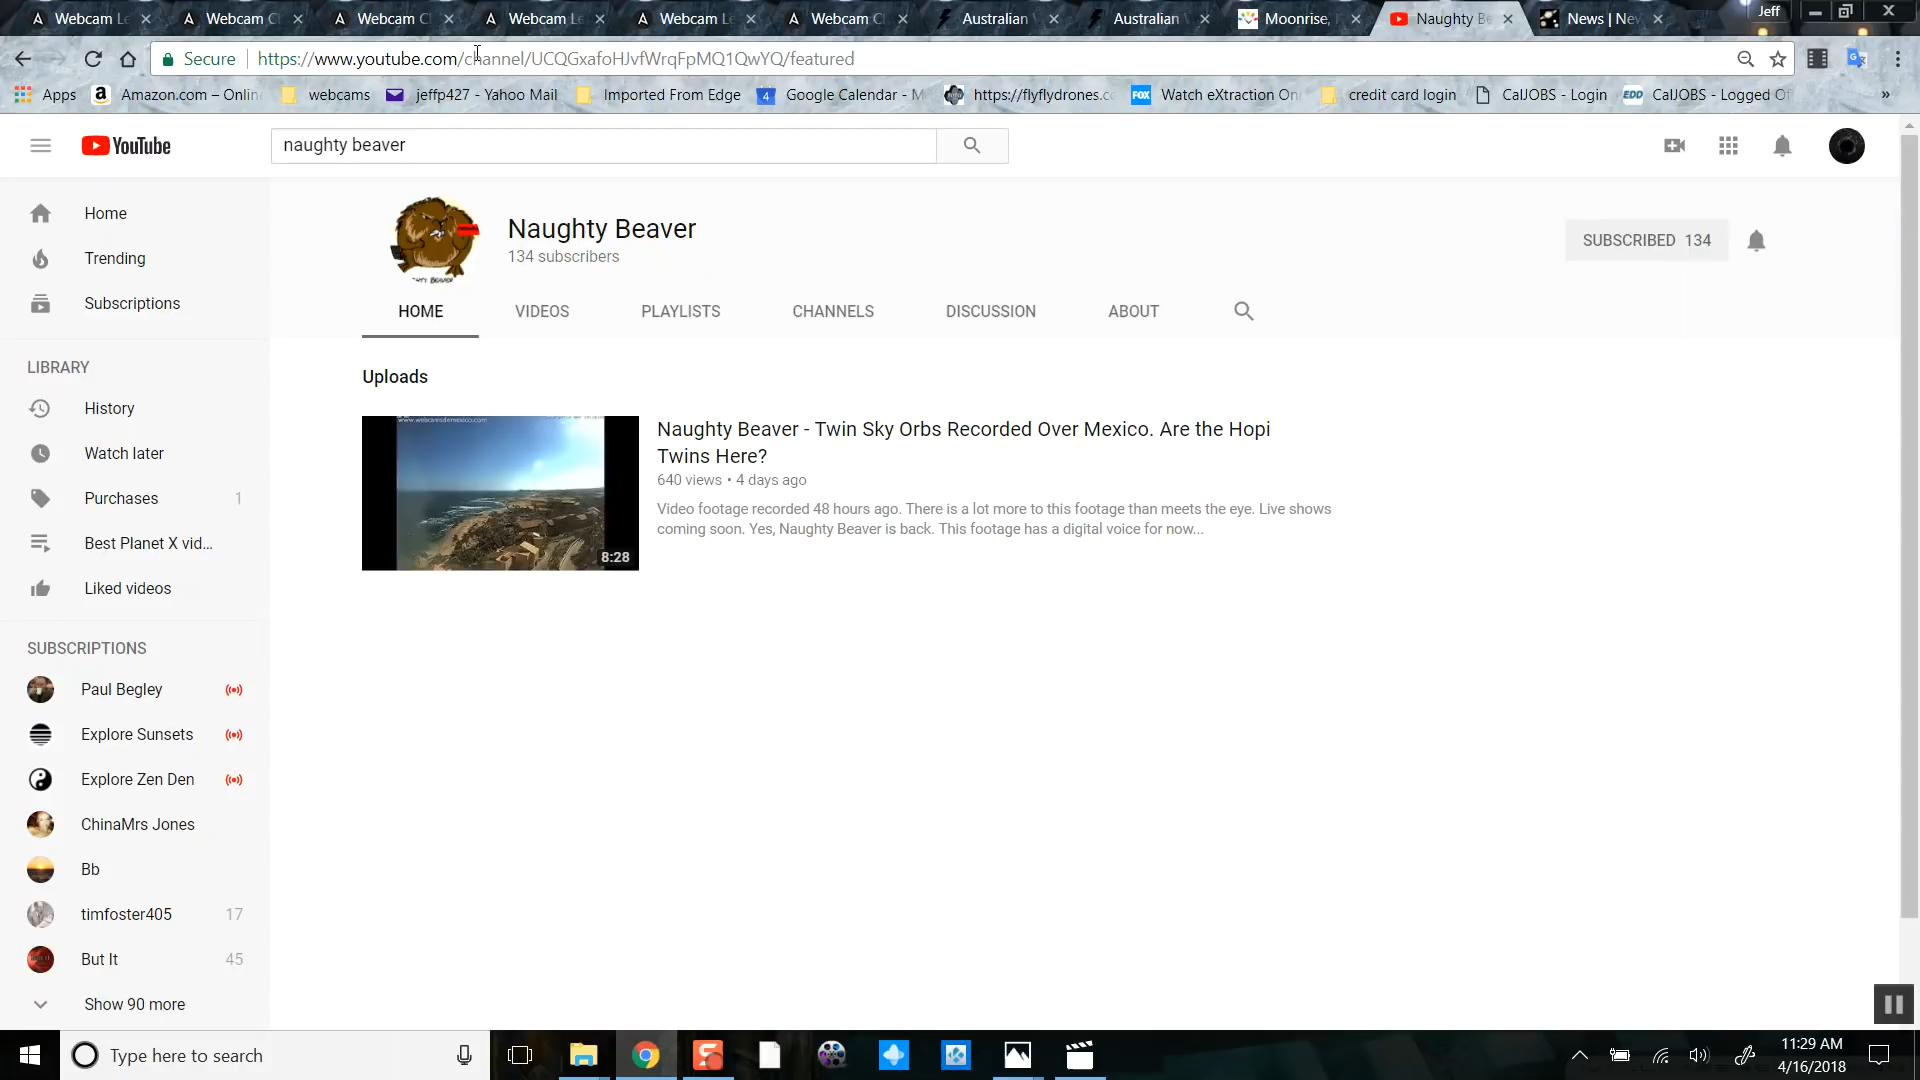 Webcam Le
Webcam C
Webcam C
Webcam Le
Webcam Le
Webcam C
Australian
Australian
Moonrise,
Naughty Be
News | Ne
Jeff
Secure
https://www.youtube.com/channel/UCQGxafoHJvfWrqFpMQ1QwYQ/featured
Apps
Amazon.com – Onlin
webcams
jeffp427 - Yahoo Mail
Imported From Edge
4
Google Calendar - M
https://flyflydrones.c
FOX
Watch eXtraction On
credit card login
CalJOBS - Login
EDD
CalJOBS - Logged Of
YouTube
naughty beaver
Home
Trending
Subscriptions
LIBRARY
History
Watch later
Purchases 1
Best Planet X vid...
Liked videos
SUBSCRIPTIONS
Paul Begley
Explore Sunsets
Explore Zen Den
ChinaMrs Jones
Bb
timfoster405 17
But It 45
Show 90 more
Naughty Beaver
134 subscribers
SUBSCRIBED 134
HOME
VIDEOS
PLAYLISTS
CHANNELS
DISCUSSION
ABOUT
Uploads
www.webcamsdemexico.com
8:28
Naughty Beaver - Twin Sky Orbs Recorded Over Mexico. Are the Hopi
Twins Here?
640 views • 4 days ago
Video footage recorded 48 hours ago. There is a lot more to this footage than meets the eye. Live shows
coming soon. Yes, Naughty Beaver is back. This footage has a digital voice for now...
Type here to search
11:29 AM
4/16/2018